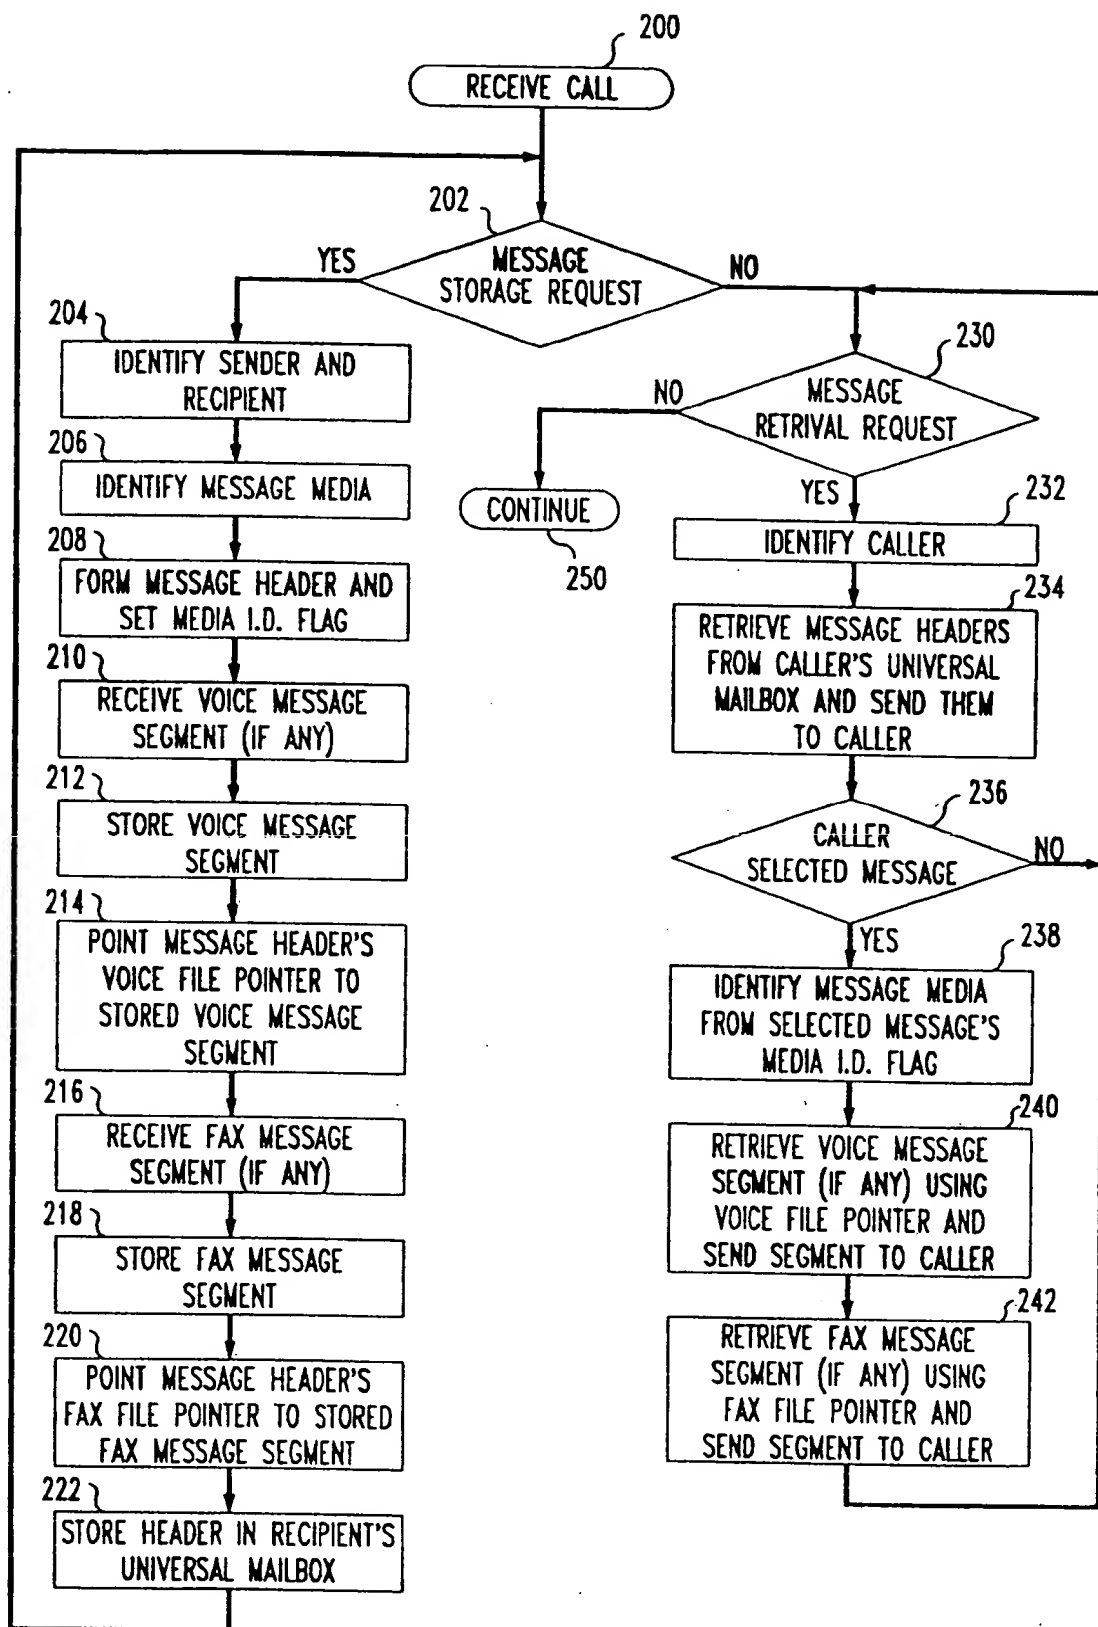 200
RECEIVE CALL
202
YES
MESSAGE
STORAGE REQUEST
NO
204
IDENTIFY SENDER AND
RECIPIENT
206
IDENTIFY MESSAGE MEDIA
208
FORM MESSAGE HEADER AND
SET MEDIA I.D. FLAG
210
RECEIVE VOICE MESSAGE
SEGMENT (IF ANY)
212
STORE VOICE MESSAGE
SEGMENT
214
POINT MESSAGE HEADER'S
VOICE FILE POINTER TO
STORED VOICE MESSAGE
SEGMENT
216
RECEIVE FAX MESSAGE
SEGMENT (IF ANY)
218
STORE FAX MESSAGE
SEGMENT
220
POINT MESSAGE HEADER'S
FAX FILE POINTER TO STORED
FAX MESSAGE SEGMENT
222
STORE HEADER IN RECIPIENT'S
UNIVERSAL MAILBOX
230
NO
MESSAGE
RETRIVAL REQUEST
YES
CONTINUE
250
232
IDENTIFY CALLER
234
RETRIEVE MESSAGE HEADERS
FROM CALLER'S UNIVERSAL
MAILBOX AND SEND THEM
TO CALLER
236
CALLER
SELECTED MESSAGE
NO
YES
238
IDENTIFY MESSAGE MEDIA
FROM SELECTED MESSAGE'S
MEDIA I.D. FLAG
240
RETRIEVE VOICE MESSAGE
SEGMENT (IF ANY) USING
VOICE FILE POINTER AND
SEND SEGMENT TO CALLER
242
RETRIEVE FAX MESSAGE
SEGMENT (IF ANY) USING
FAX FILE POINTER AND
SEND SEGMENT TO CALLER